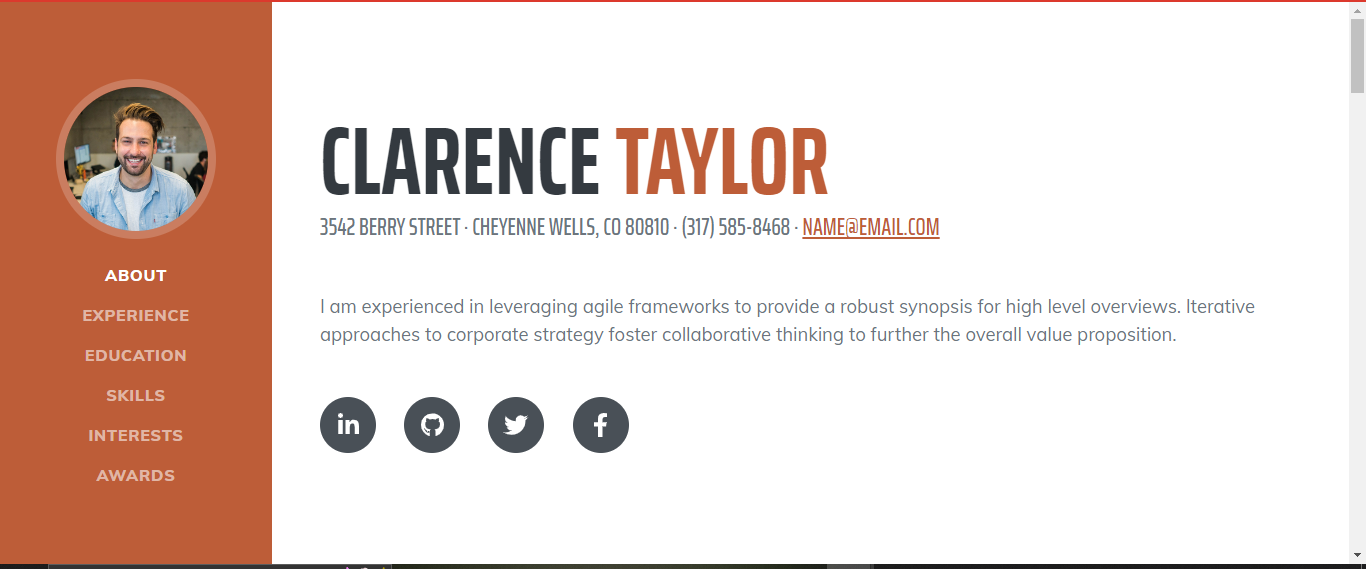 CLARENCE TAYLOR
3542 BERRY STREET · CHEYENNE WELLS, CO 80810 · (317) 585-8468 · NAME@EMAIL.COM
ABOUT
EXPERIENCE
EDUCATION
SKILLS
INTERESTS
AWARDS
I am experienced in leveraging agile frameworks to provide a robust synopsis for high level overviews. Iterative
approaches to corporate strategy foster collaborative thinking to further the overall value proposition.
in